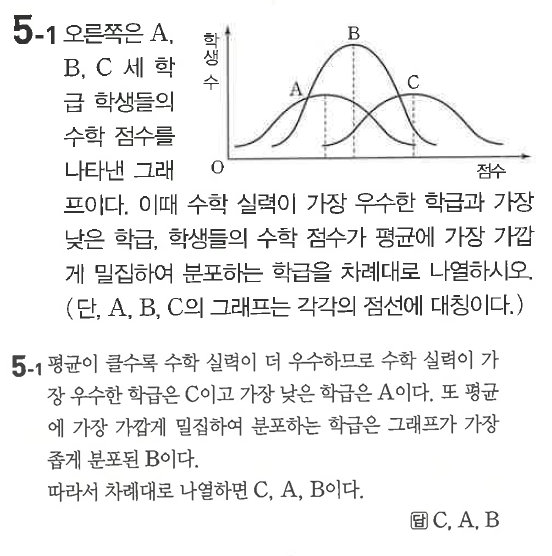 5-1 오른쪽은 A,
B, C 세 학
급 학생들의
수학 점수를
나타낸 그래
학생 수
B
A
C
O
점수
프이다. 이때 수학 실력이 가장 우수한 학급과 가장
낮은 학급, 학생들의 수학 점수가 평균에 가장 가깝
게 밀집하여 분포하는 학급을 차례대로 나열하시오.
(단, A, B, C의 그래프는 각각의 점선에 대칭이다.)
5-1 평균이 클수록 수학 실력이 더 우수하므로 수학 실력이 가
장 우수한 학급은 C이고 가장 낮은 학급은 A이다. 또 평균
에 가장 가깝게 밀집하여 분포하는 학급은 그래프가 가장
좁게 분포된 B이다.
따라서 차례대로 나열하면 C, A, B이다.
답 C, A, B